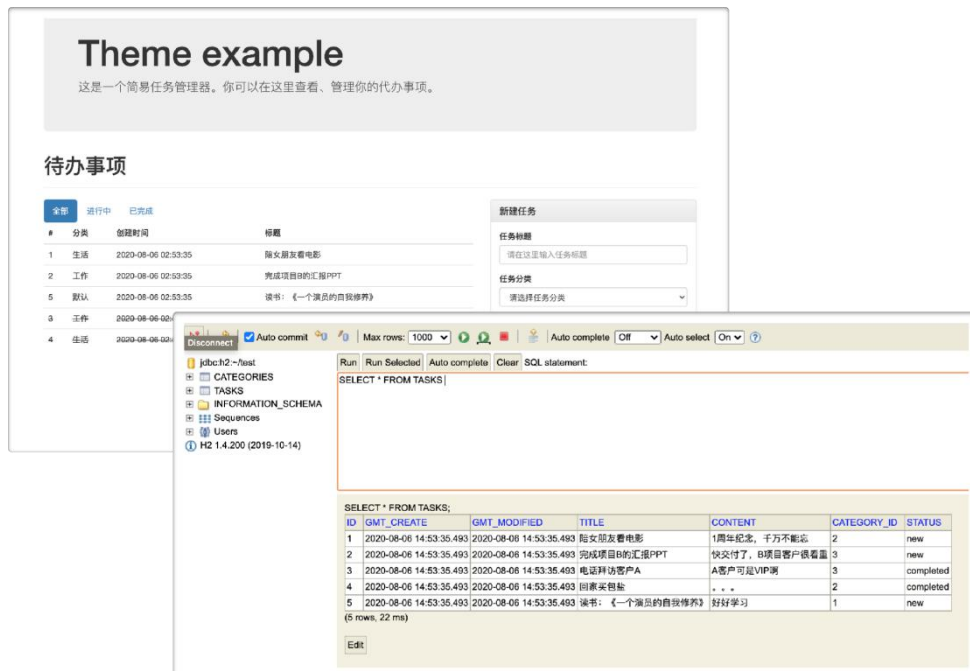 Theme example
这是一个简易任务管理器。你可以在这里查看、管理你的代办事项。
待办事项
全部 进行中 已完成
# 分类 创建时间 标题
1 生活 2020-08-06 02:53:35 陪女朋友看电影
2 工作 2020-08-06 02:53:35 完成项目B的汇报PPT
5 默认 2020-08-06 02:53:35 读书：《一个演员的自我修养》
3 工作 2020-08-06 02:
4 生活 2020-08-06 02:
新建任务
任务标题
请在这里输入任务标题
任务分类
请选择任务分类
Disconnect
Auto commit Max rows: 1000 Auto complete Off Auto select On
jdbc:h2:~/test
CATEGORIES
TASKS
INFORMATION_SCHEMA
Sequences
Users
H2 1.4.200 (2019-10-14)
Run Run Selected Auto complete Clear SQL statement:
SELECT * FROM TASKS
SELECT * FROM TASKS;
ID GMT_CREATE GMT_MODIFIED TITLE CONTENT CATEGORY_ID STATUS
1 2020-08-06 14:53:35.493 2020-08-06 14:53:35.493 陪女朋友看电影 1周年纪念，千万不能忘 2 new
2 2020-08-06 14:53:35.493 2020-08-06 14:53:35.493 完成项目B的汇报PPT 快交付了，B项目客户很看重 3 new
3 2020-08-06 14:53:35.493 2020-08-06 14:53:35.493 电话拜访客户A A客户可是VIP啊 3 completed
4 2020-08-06 14:53:35.493 2020-08-06 14:53:35.493 回家买包盐 。。。 2 completed
5 2020-08-06 14:53:35.493 2020-08-06 14:53:35.493 读书：《一个演员的自我修养》 好好学习 1 new
(5 rows, 22 ms)
Edit